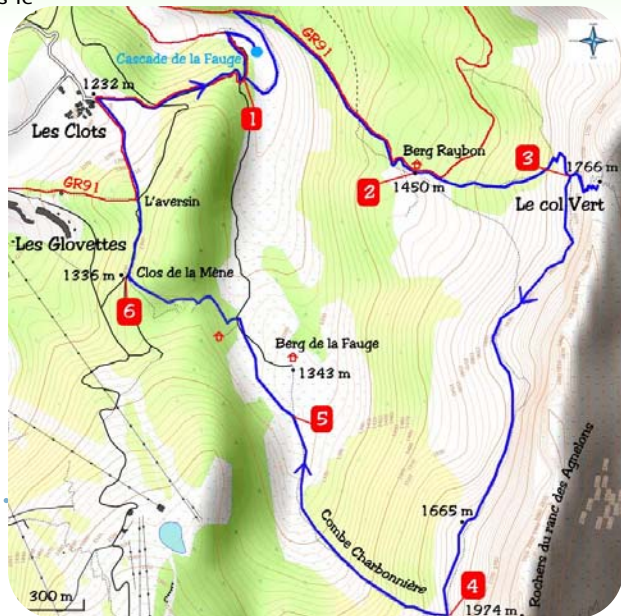 Cascade de la Fauge
GR91
1232 m
Les Clots
1
Berg Raybon
3
1766 m
2
1450 m
Le col Vert
GR91
L'aversin
Les Glovettes
1336 m
Clos de la Mène
6
Berg de la Fauge
1343 m
5
1665 m
Combe Charbonnière
Rochers du ranc des Agnelons
4
300 m
1974 m